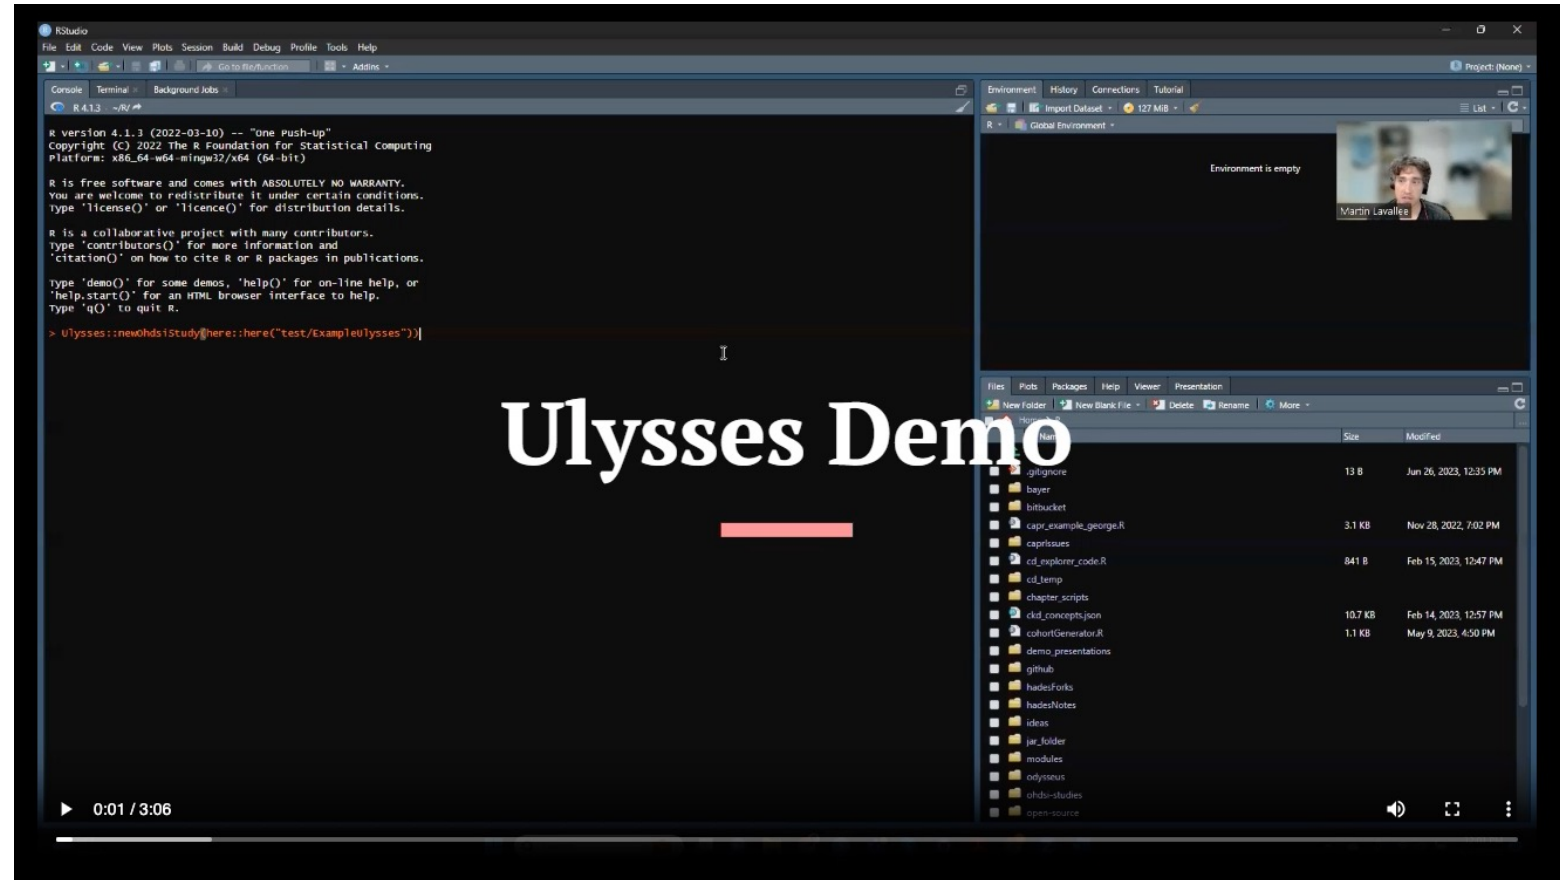 RStudio
File Edit Code View Plots Session Build Debug Profile Tools Help
Go to file/function Addins
Project: (None)
Console Terminal Background Jobs
R 4.1.3 · ~/R/
R version 4.1.3 (2022-03-10) -- "One Push-Up"
Copyright (C) 2022 The R Foundation for Statistical Computing
Platform: x86_64-w64-mingw32/x64 (64-bit)
R is free software and comes with ABSOLUTELY NO WARRANTY.
You are welcome to redistribute it under certain conditions.
Type 'license()' or 'licence()' for distribution details.
R is a collaborative project with many contributors.
Type 'contributors()' for more information and
'citation()' on how to cite R or R packages in publications.
Type 'demo()' for some demos, 'help()' for on-line help, or
'help.start()' for an HTML browser interface to help.
Type 'q()' to quit R.
> Ulysses::newOhdsiStudy(here::here("test/ExampleUlysses"))
Environment History Connections Tutorial
Import Dataset 127 MiB List
R Global Environment
Environment is empty
Martin Lavallee
Ulysses Demo
Files Plots Packages Help Viewer Presentation
New Folder New Blank File Delete Rename More
Name Size Modified
.gitignore 13 B Jun 26, 2023, 12:35 PM
bayer
bitbucket
capr_example_george.R 3.1 KB Nov 28, 2022, 7:02 PM
caprIssues
cd_explorer_code.R 841 B Feb 15, 2023, 12:47 PM
cd_temp
chapter_scripts
ckd_concepts.json 10.7 KB Feb 14, 2023, 12:57 PM
cohortGenerator.R 1.1 KB May 9, 2023, 4:50 PM
demo_presentations
github
hadesForks
hadesNotes
ideas
jar_folder
modules
odysseus
ohdsi-studies
open-source
0:01 / 3:06